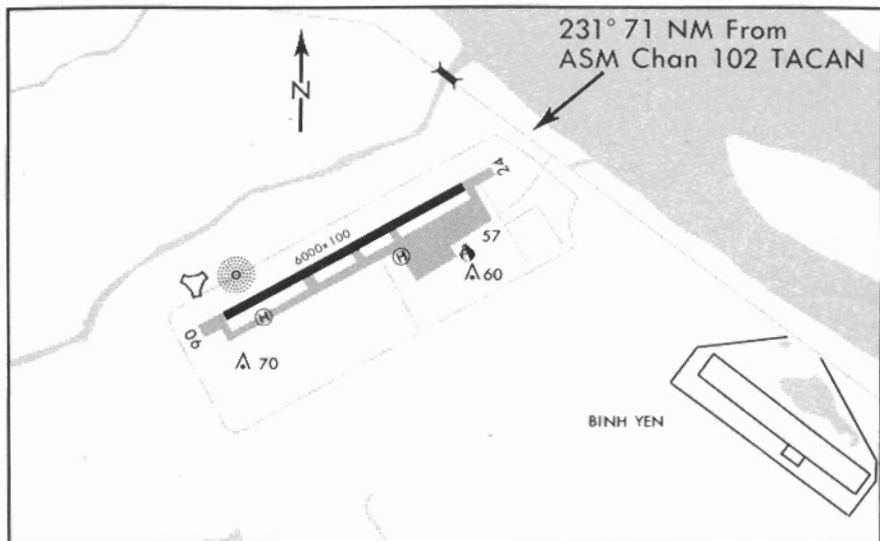 231° 71 NM From
ASM Chan 102 TACAN
N
24
6000x100
57
H
60
H
06
70
BINH YEN